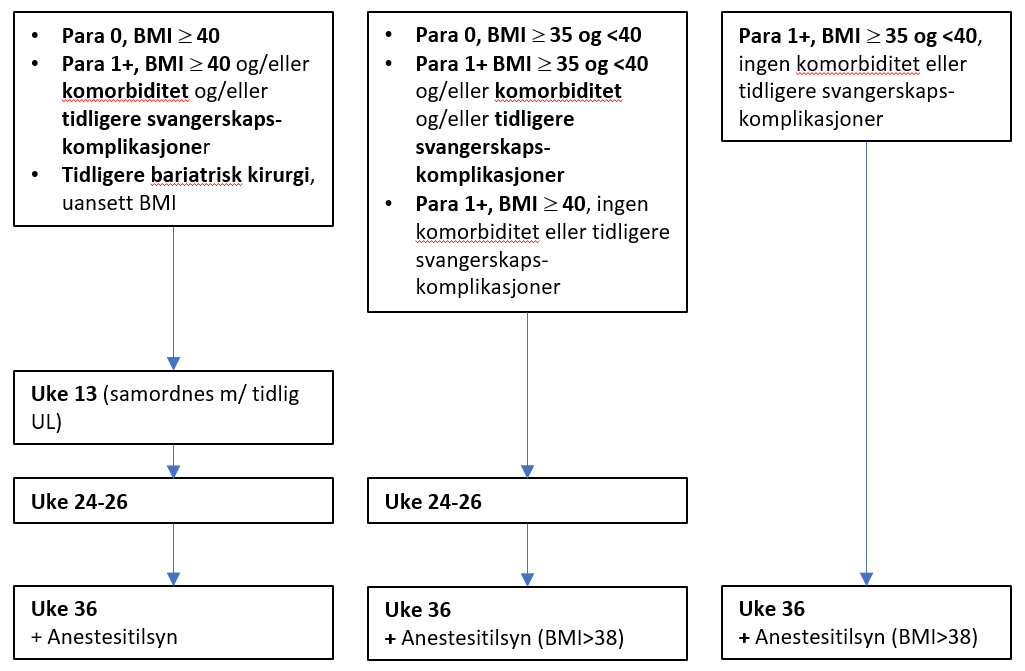 • Para 0, BMI ≥ 40
• Para 1+, BMI ≥ 40 og/eller
komorbiditet og/eller
tidligere svangerskaps-
komplikasjoner
• Tidligere bariatrisk kirurgi,
uansett BMI
Uke 13 (samordnes m/ tidlig
UL)
Uke 24-26
Uke 36
+ Anestesitilsyn
• Para 0, BMI ≥ 35 og <40
• Para 1+ BMI ≥ 35 og <40
og/eller komorbiditet
og/eller tidligere
svangerskaps-
komplikasjoner
• Para 1+, BMI ≥ 40, ingen
komorbiditet eller tidligere
svangerskaps-
komplikasjoner
Uke 24-26
Uke 36
+ Anestesitilsyn (BMI>38)
Para 1+, BMI ≥ 35 og <40,
ingen komorbiditet eller
tidligere svangerskaps-
komplikasjoner
Uke 36
+ Anestesitilsyn (BMI>38)